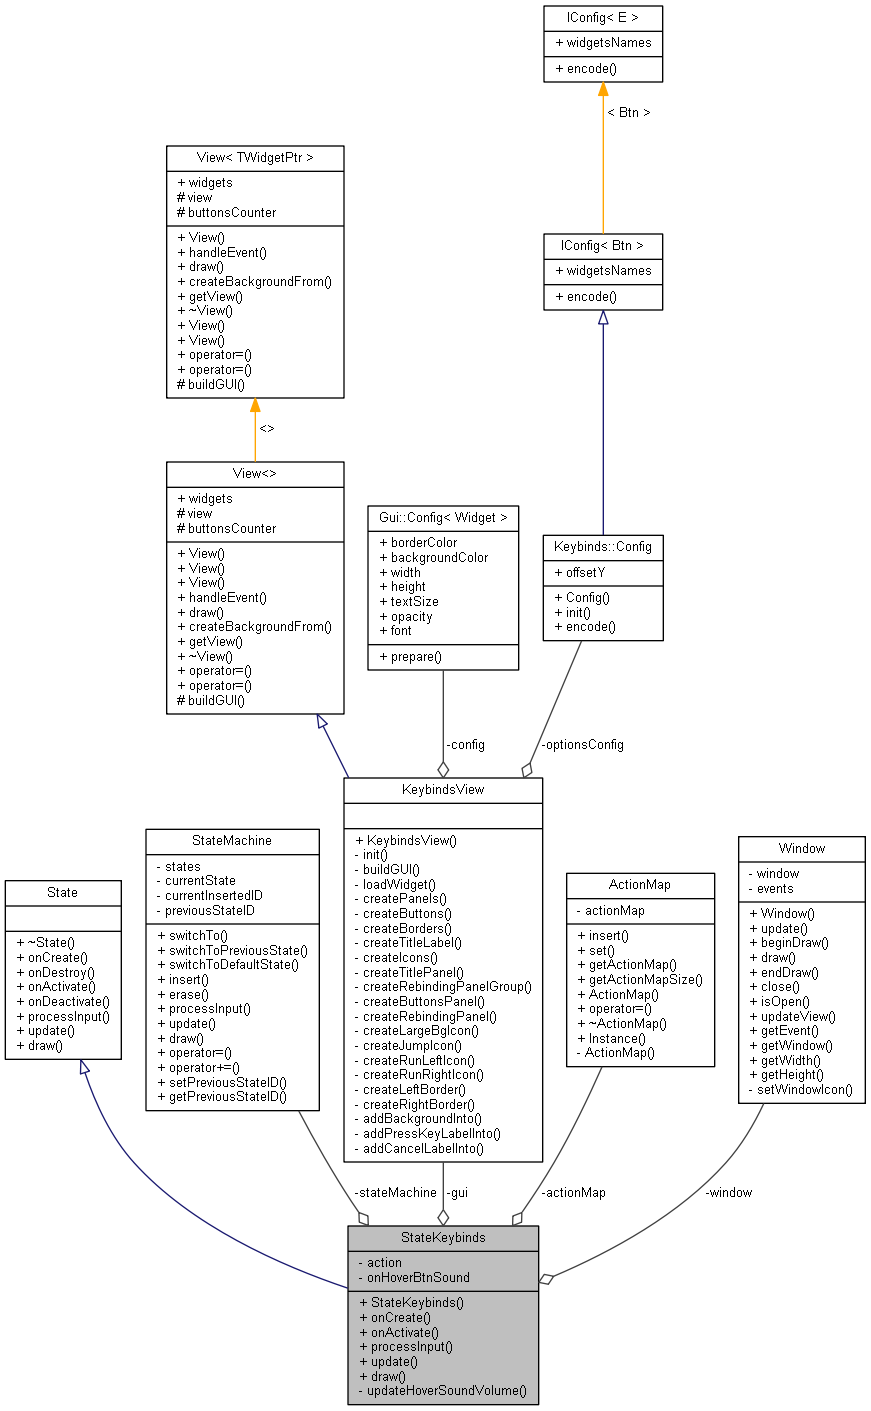 IConfig< E >
+ widgetsNames
+ encode()
< Btn >
View< TWidgetPtr >
+ widgets
# view
# buttonsCounter
+ View()
+ handleEvent()
+ draw()
+ createBackgroundFrom()
+ getView()
+ ~View()
+ View()
+ View()
+ operator=()
+ operator=()
# buildGUI()
IConfig< Btn >
+ widgetsNames
+ encode()
<>
View<>
+ widgets
# view
# buttonsCounter
+ View()
+ View()
+ View()
+ handleEvent()
+ draw()
+ createBackgroundFrom()
+ getView()
+ ~View()
+ operator=()
+ operator=()
# buildGUI()
Gui::Config< Widget >
+ borderColor
+ backgroundColor
+ width
+ height
+ textSize
+ opacity
+ font
+ prepare()
Keybinds::Config
+ offsetY
+ Config()
+ init()
+ encode()
-config
-optionsConfig
State
+ ~State()
+ onCreate()
+ onDestroy()
+ onActivate()
+ onDeactivate()
+ processInput()
+ update()
+ draw()
StateMachine
- states
- currentState
- currentInsertedID
- previousStateID
+ switchTo()
+ switchToPreviousState()
+ switchToDefaultState()
+ insert()
+ erase()
+ processInput()
+ update()
+ draw()
+ operator=()
+ operator+=()
+ setPreviousStateID()
+ getPreviousStateID()
KeybindsView
+ KeybindsView()
- init()
- buildGUI()
- loadWidget()
- createPanels()
- createButtons()
- createBorders()
- createTitleLabel()
- createIcons()
- createTitlePanel()
- createRebindingPanelGroup()
- createButtonsPanel()
- createRebindingPanel()
- createLargeBgIcon()
- createJumpIcon()
- createRunLeftIcon()
- createRunRightIcon()
- createLeftBorder()
- createRightBorder()
- addBackgroundInto()
- addPressKeyLabelInto()
- addCancelLabelInto()
ActionMap
- actionMap
+ insert()
+ set()
+ getActionMap()
+ getActionMapSize()
+ ActionMap()
+ operator=()
+ ~ActionMap()
+ Instance()
- ActionMap()
Window
- window
- events
+ Window()
+ update()
+ beginDraw()
+ draw()
+ endDraw()
+ close()
+ isOpen()
+ updateView()
+ getEvent()
+ getWindow()
+ getWidth()
+ getHeight()
- setWindowIcon()
-stateMachine
-gui
-actionMap
-window
StateKeybinds
- action
- onHoverBtnSound
+ StateKeybinds()
+ onCreate()
+ onActivate()
+ processInput()
+ update()
+ draw()
- updateHoverSoundVolume()